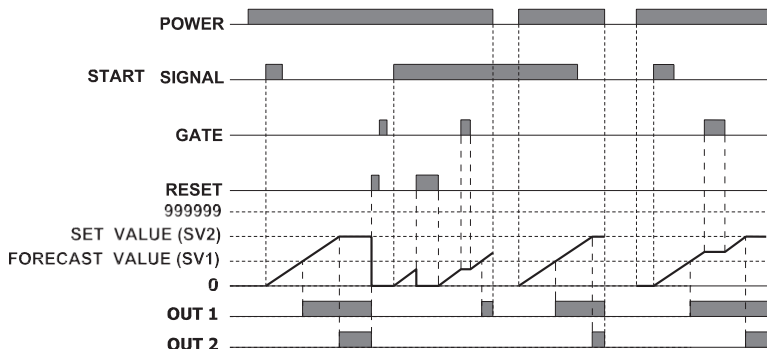 POWER
START SIGNAL
GATE
RESET
999999
SET VALUE (SV2)
FORECAST VALUE (SV1)
0
OUT 1
OUT 2